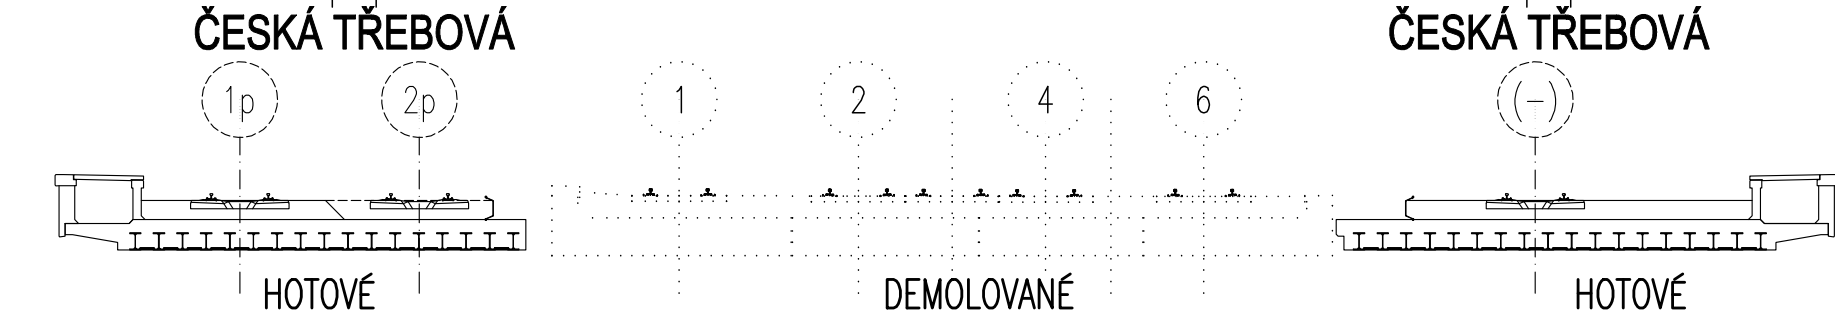 ČESKÁ TŘEBOVÁ ČESKÁ TŘEBOVÁ
1p 2p 1 2 4 6 (-)
HOTOVÉ DEMOLOVANÉ HOTOVÉ